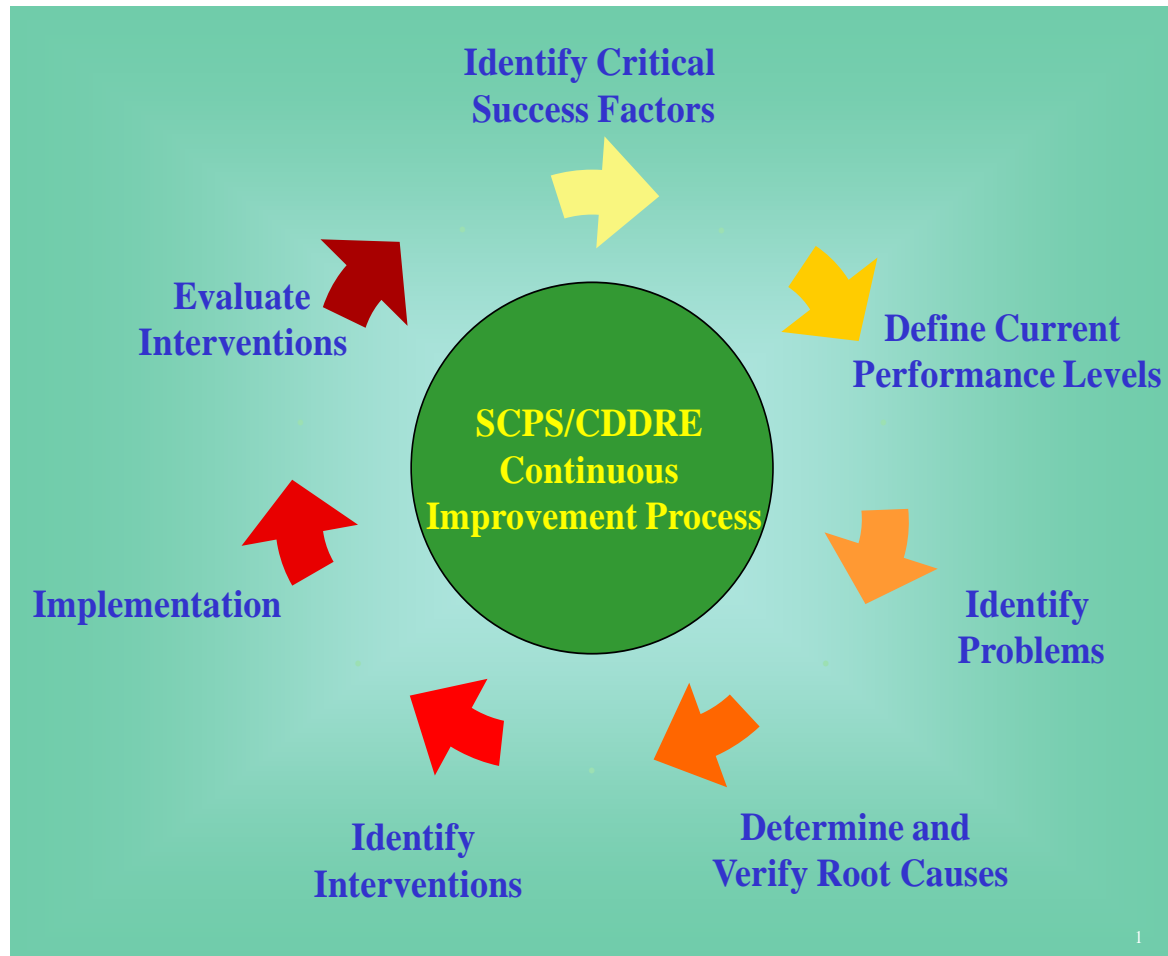 Identify Critical
Success Factors
Define Current
Performance Levels
Identify
Problems
Determine and
Verify Root Causes
Identify
Interventions
Implementation
Evaluate
Interventions
SCPS/CDDRE
Continuous
Improvement Process
1